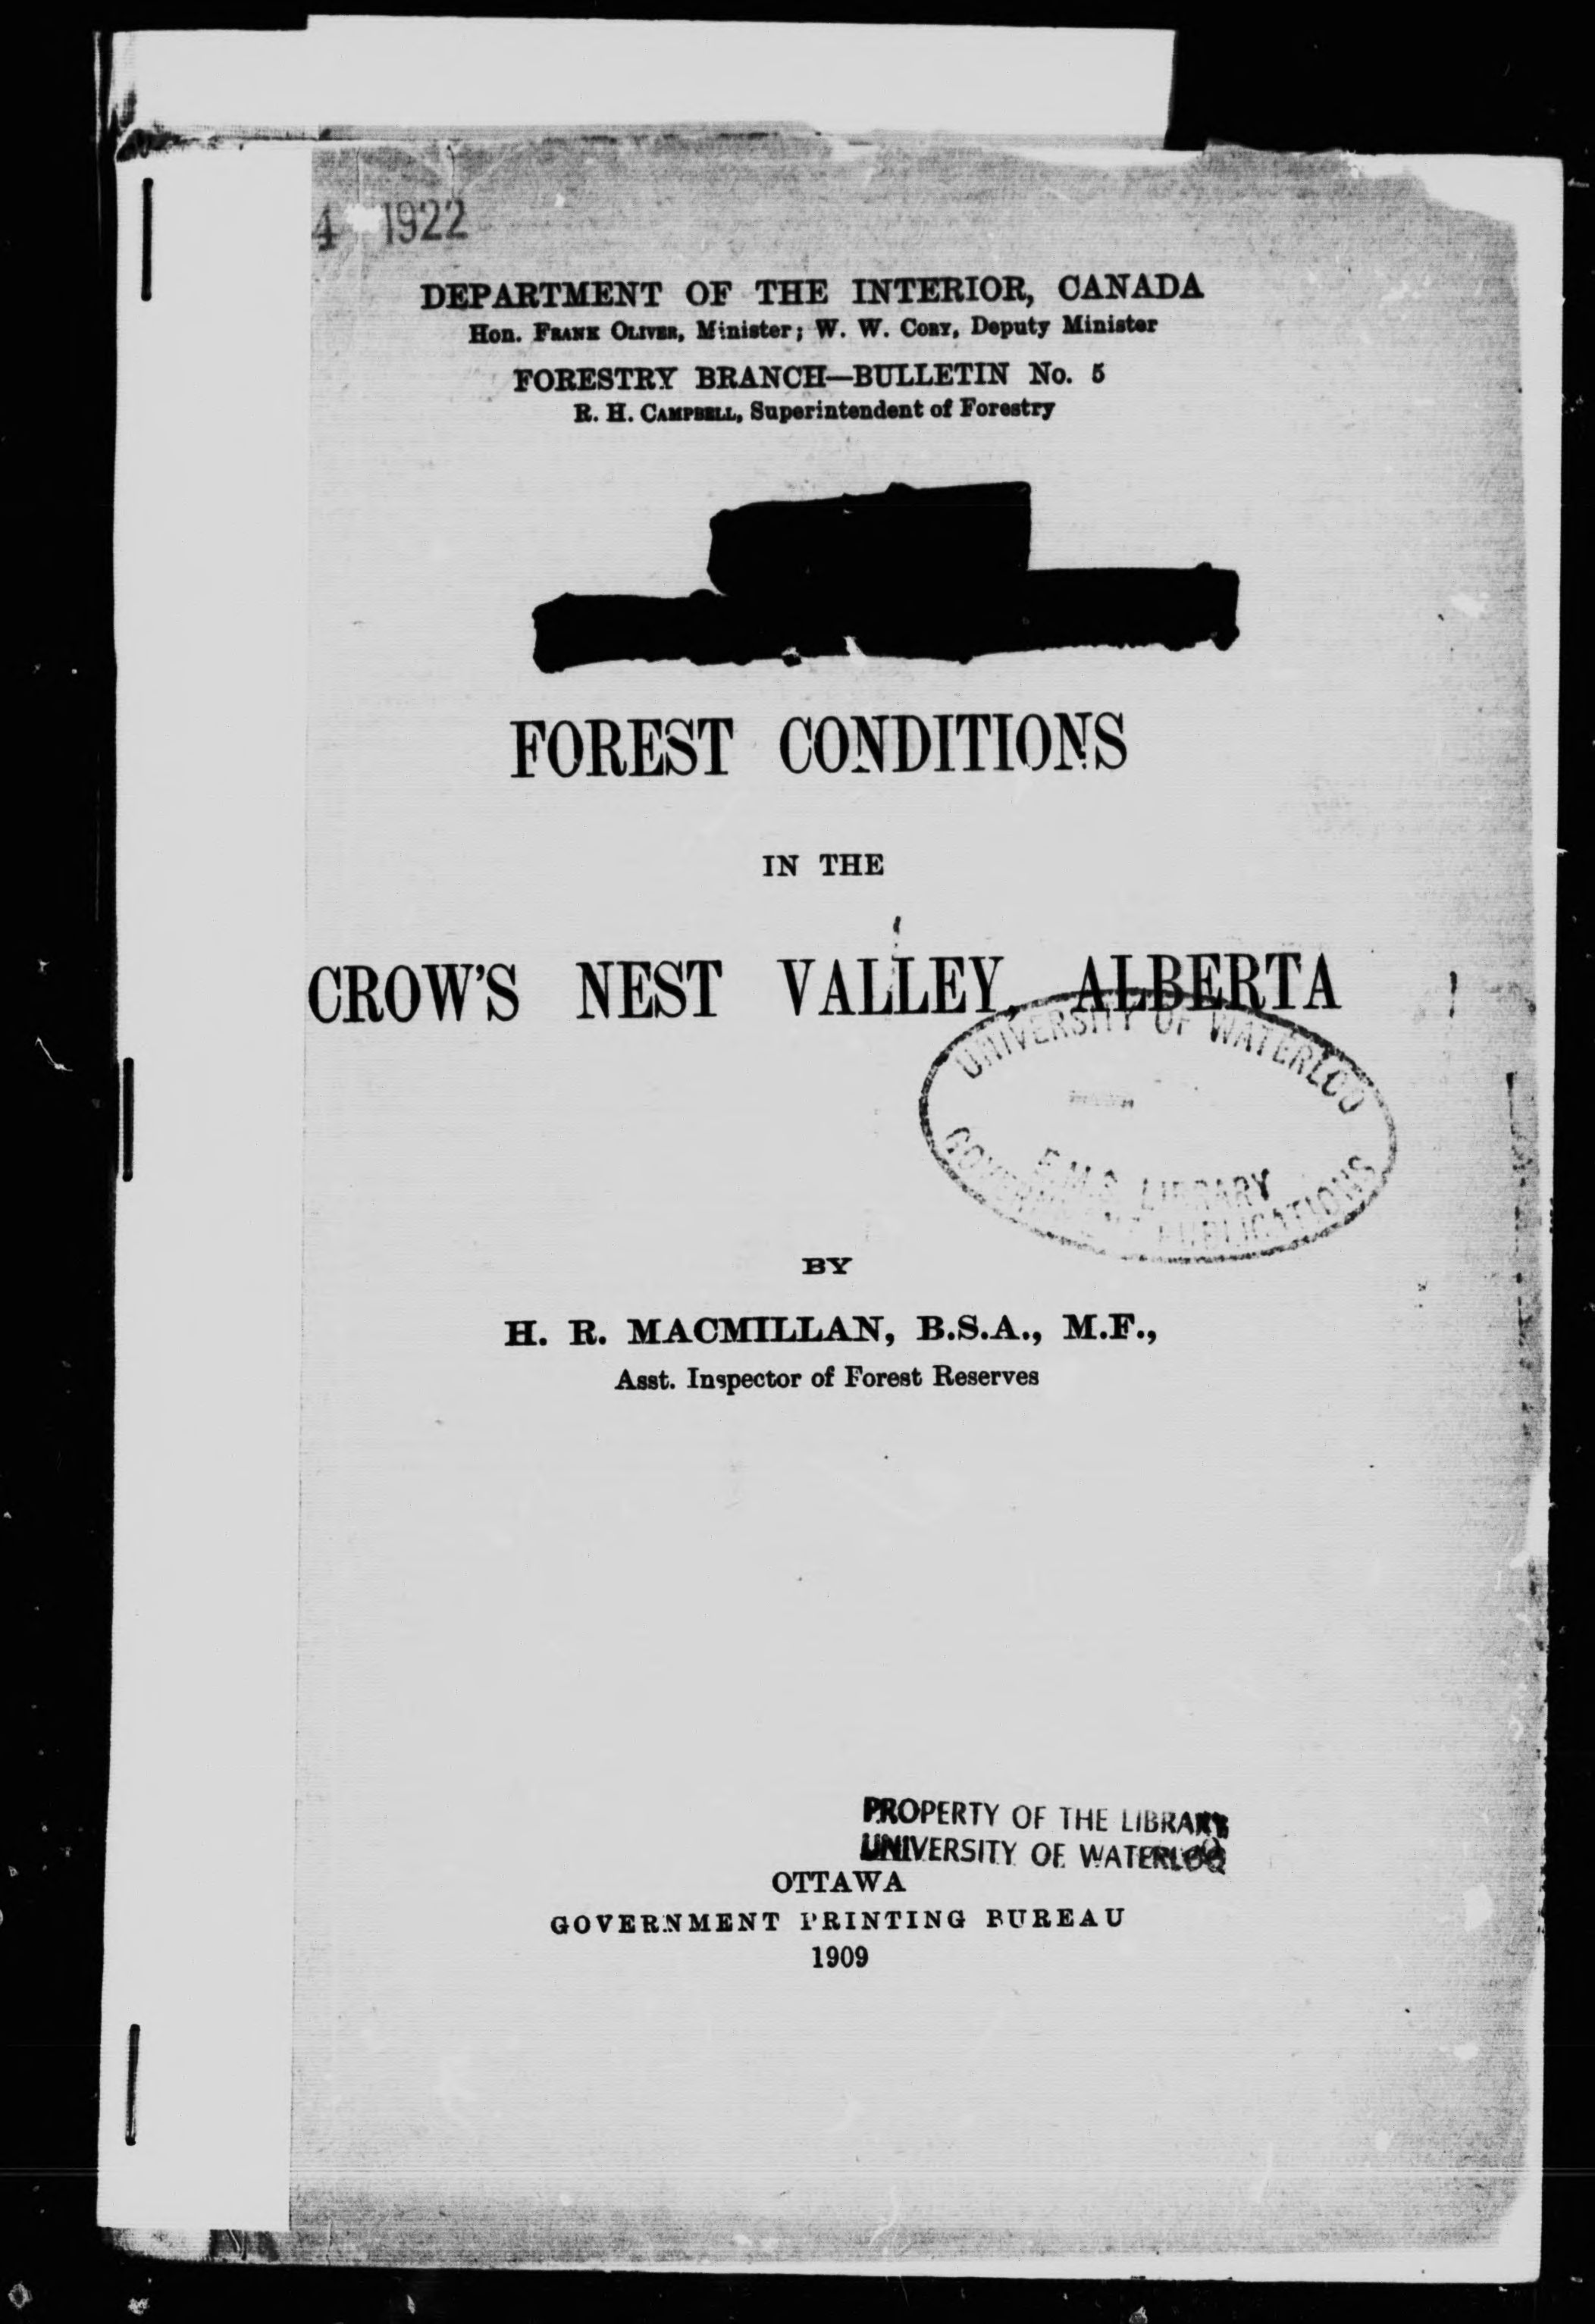 4 1922
DEPARTMENT OF THE INTERIOR, CANADA
Hon. FRANK OLIVER, Minister; W. W. CORY, Deputy Minister
FORESTRY BRANCH—BULLETIN No. 5
R. H. CAMPBELL, Superintendent of Forestry
FOREST CONDITIONS
IN THE
CROW'S NEST VALLEY, ALBERTA
UNIVERSITY OF WATERLOO
E.M.S. LIBRARY
GOVERNMENT PUBLICATIONS
BY
H. R. MACMILLAN, B.S.A., M.F.,
Asst. Inspector of Forest Reserves
PROPERTY OF THE LIBRARY
UNIVERSITY OF WATERLOO
OTTAWA
GOVERNMENT PRINTING BUREAU
1909